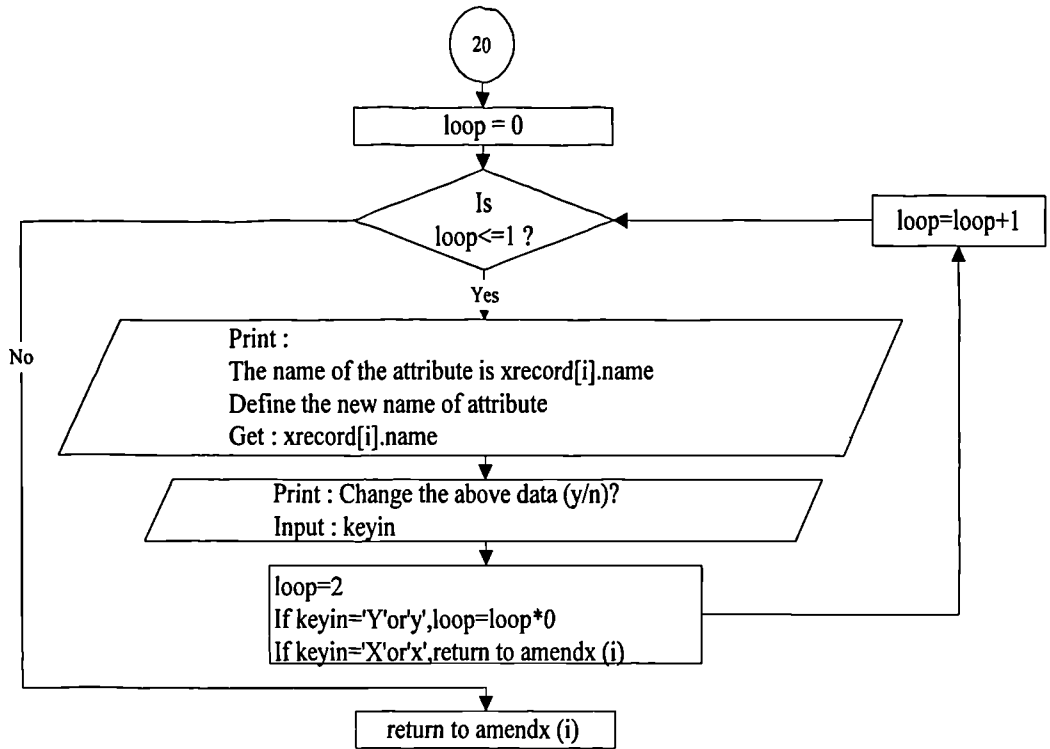 20
loop = 0
Is
loop<=1 ?
loop=loop+1
Yes
No
Print :
The name of the attribute is xrecord[i].name
Define the new name of attribute
Get : xrecord[i].name
Print : Change the above data (y/n)?
Input : keyin
loop=2
If keyin='Y'or'y',loop=loop*0
If keyin='X'or'x',return to amendx (i)
return to amendx (i)